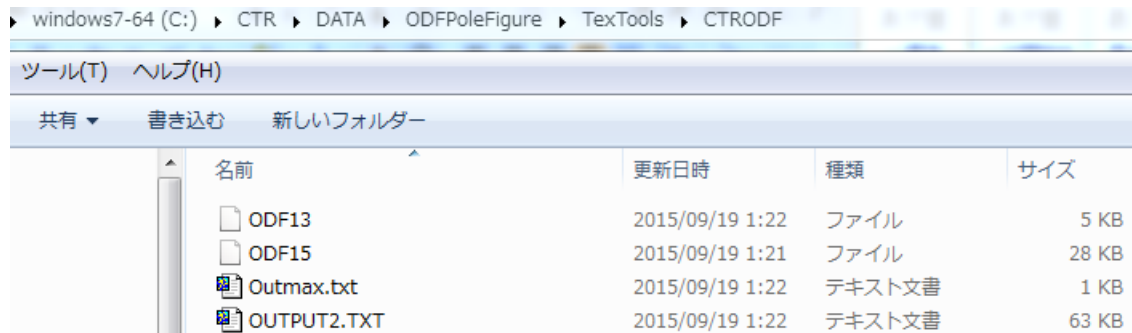 windows7-64 (C:) ▸ CTR ▸ DATA ▸ ODFPoleFigure ▸ TexTools ▸ CTRODF
ツール(T) ヘルプ(H)
共有 ▼ 書き込む 新しいフォルダー
名前 更新日時 種類 サイズ
ODF13 2015/09/19 1:22 ファイル 5 KB
ODF15 2015/09/19 1:21 ファイル 28 KB
Outmax.txt 2015/09/19 1:22 テキスト文書 1 KB
OUTPUT2.TXT 2015/09/19 1:22 テキスト文書 63 KB